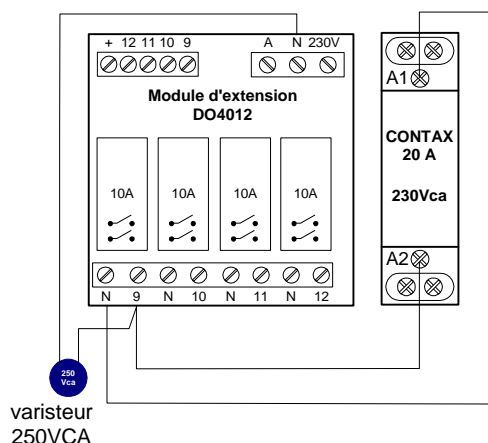 + 12 11 10 9
A N 230V
Module d'extension
DO4012
10A 10A 10A 10A
N 9 N 10 N 11 N 12
A1
CONTAX
20 A
230Vca
A2
250
Vca
varisteur
250VCA